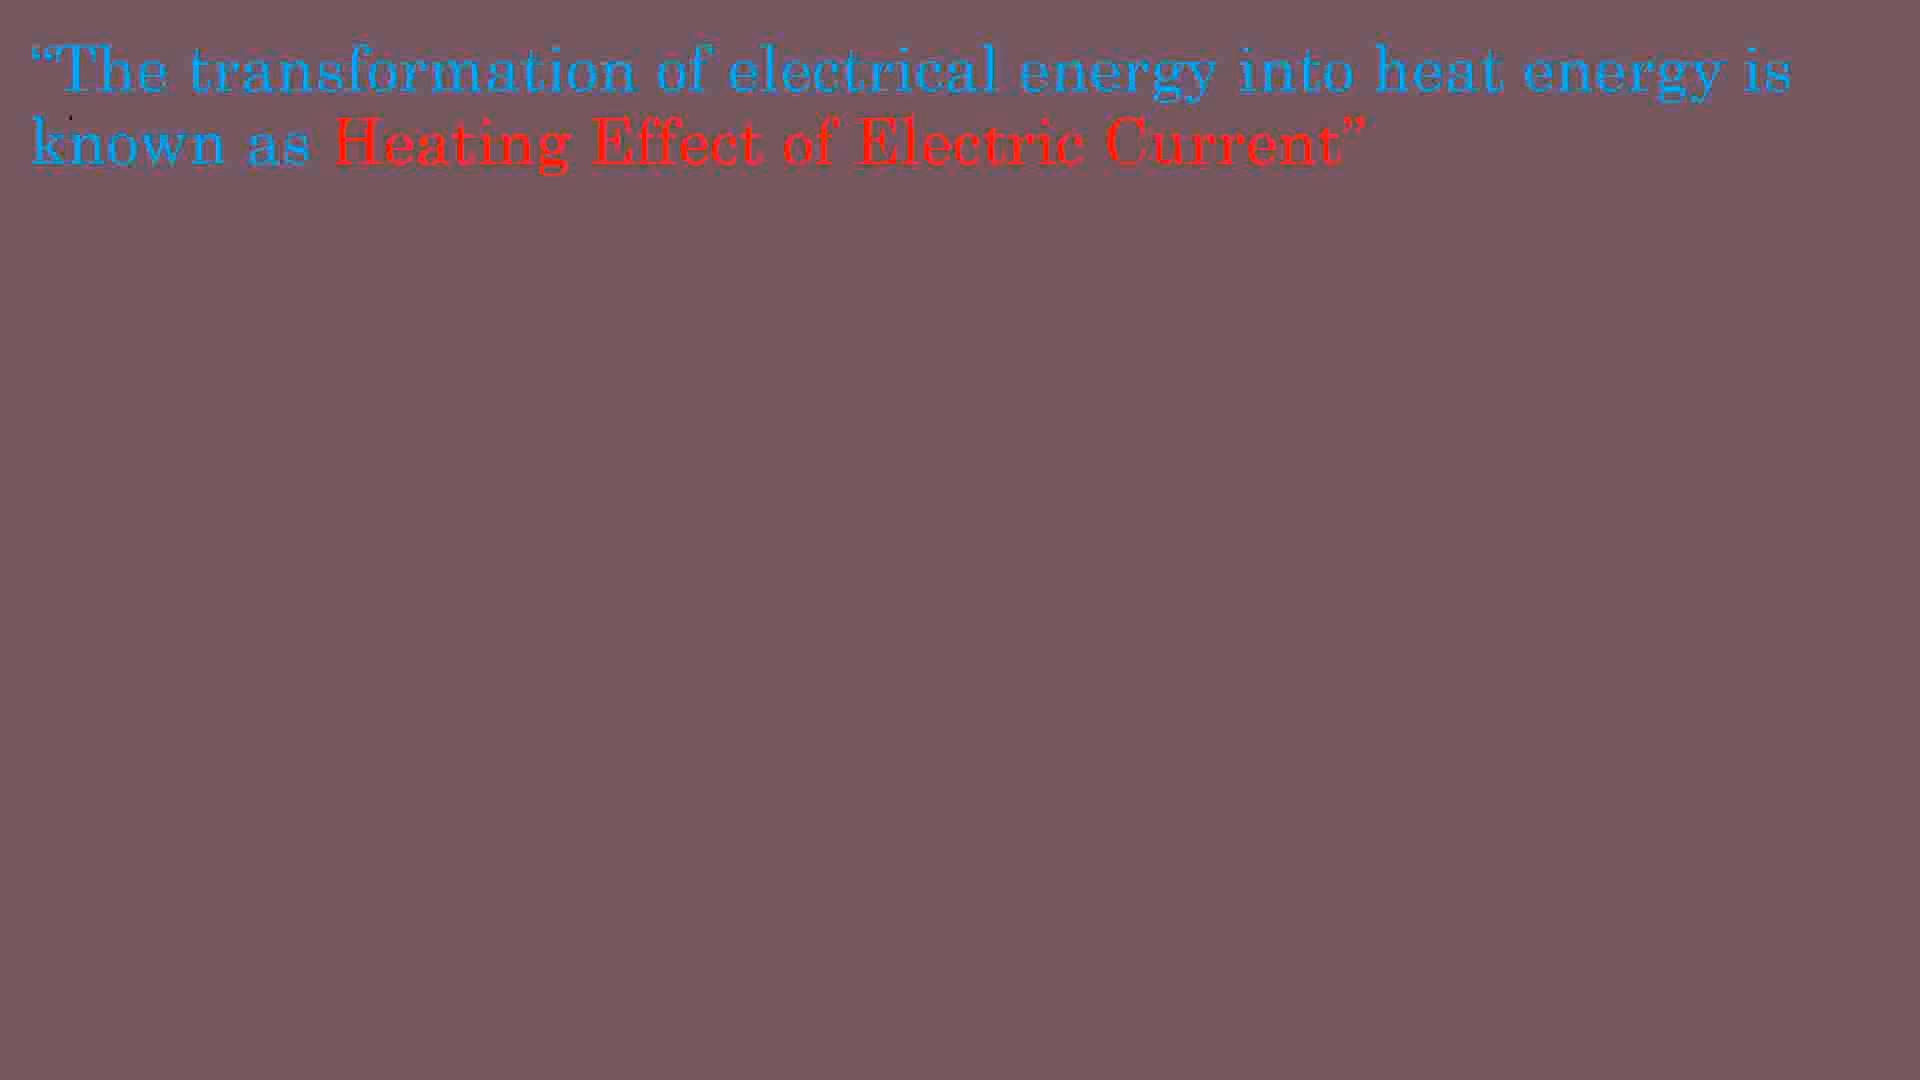 “The transformation of electrical energy into heat energy is
known as Heating Effect of Electric Current”